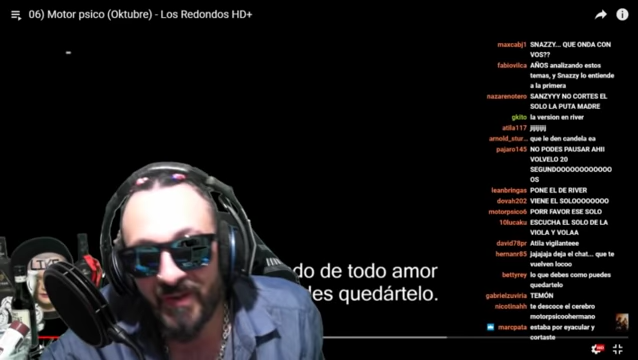 06) Motor psico (Oktubre) - Los Redondos HD+
maxcabj1 SNAZZY... QUE ONDA CON
VOS??
fabiovilca AÑOS analizando estos
temas, y Snazzy lo entiende
a la primera
nazarenotero SANZYYY NO CORTES EL
SOLO LA PUTA MADRE
gkito la version en river
atila117 jijijijiji
arnold_stur... que le den candela ea
pajaro145 NO PODES PAUSAR AHII
VOLVELO 20
SEGUNDOOOOOOOOOOOO
OS
leanbringas PONE EL DE RIVER
dovah202 VIENE EL SOLOOOOOOO
motorpsico6 PORR FAVOR ESE SOLO
10lucaku ESCUCHA EL SOLO DE LA
VIOLA Y VOLAA
david78pr Atila vigilanteee
hernanr85 jajajaja deja el chat... que te
vuelven locoo
bettyrey lo que debes como puedes
quedartelo
gabrielzuviria TEMÓN
nicotinahh te descoce el cerebro
motorpsicoohermano
marcpata estaba por eyacular y
cortaste
do de todo amor
des quedártelo.